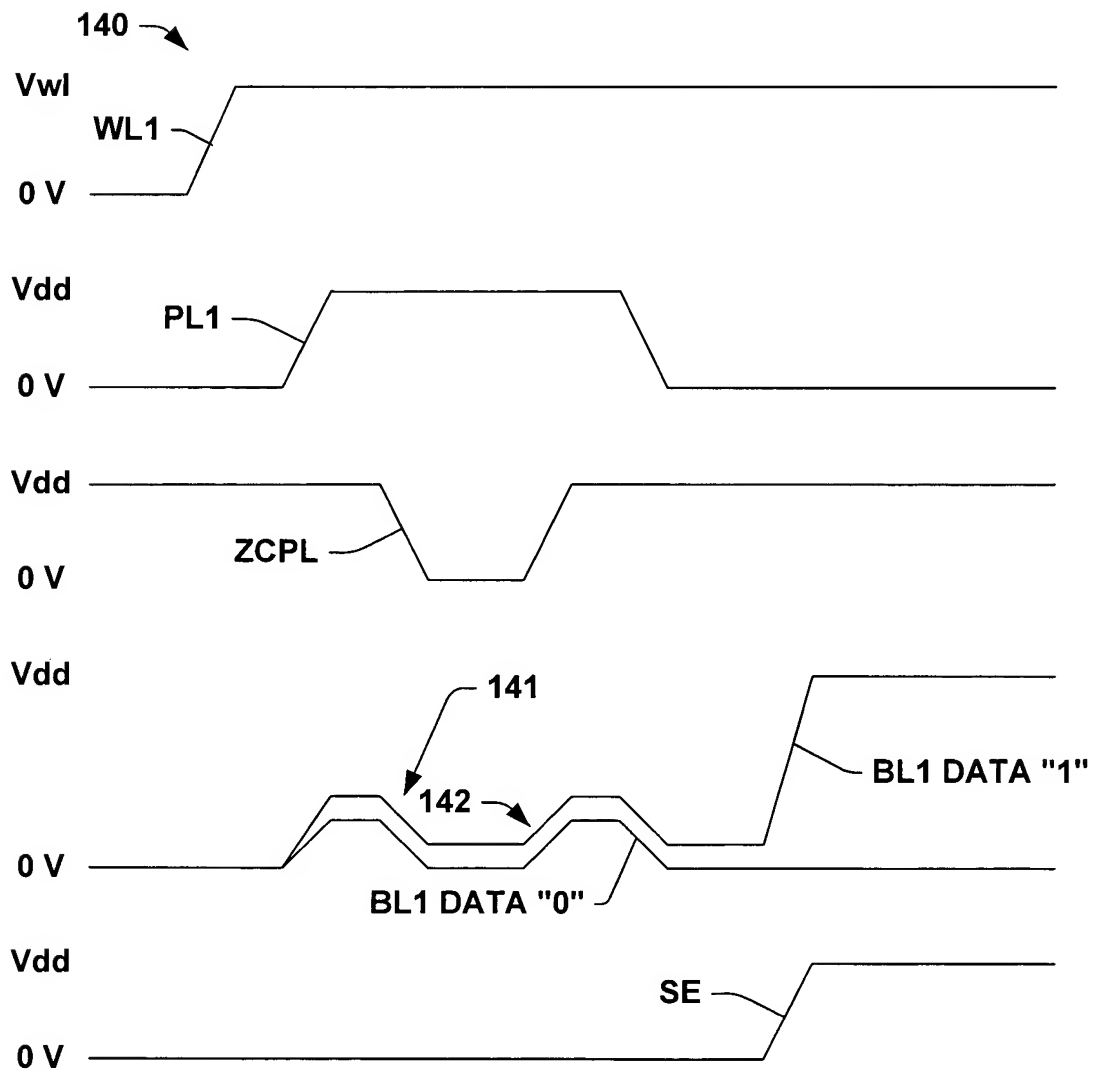 140
Vwl
WL1
0 V
Vdd
PL1
0 V
Vdd
ZCPL
0 V
Vdd
141
142
BL1 DATA "1"
0 V
BL1 DATA "0"
Vdd
SE
0 V